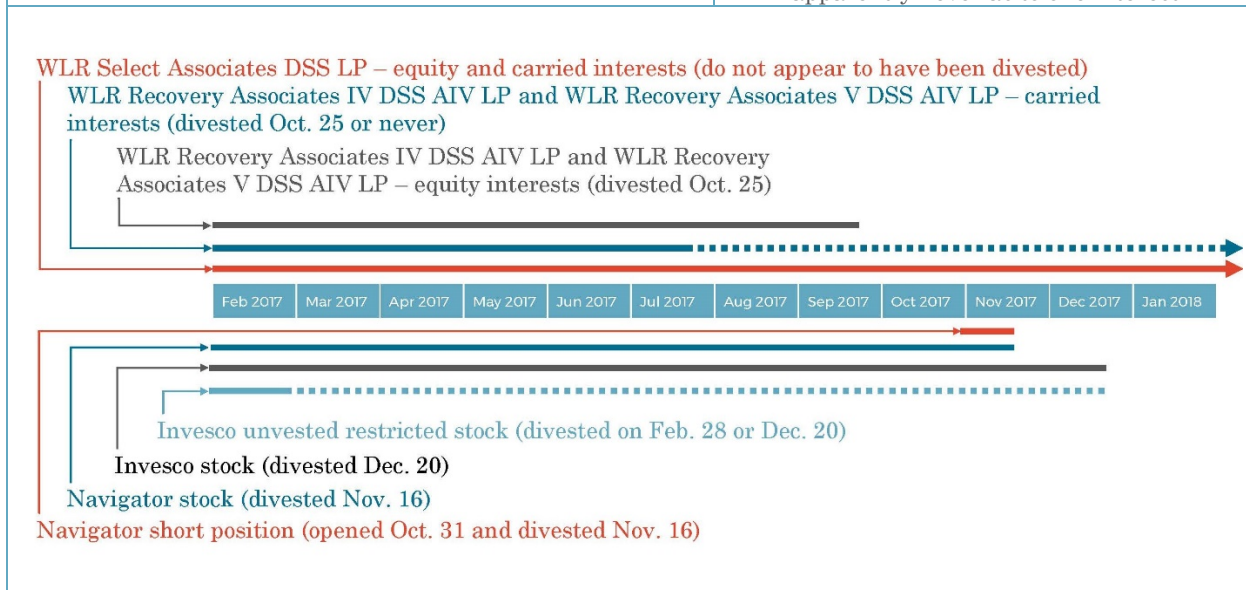 WLR Select Associates DSS LP – equity and carried interests (do not appear to have been divested)
WLR Recovery Associates IV DSS AIV LP and WLR Recovery Associates V DSS AIV LP – carried
interests (divested Oct. 25 or never)
WLR Recovery Associates IV DSS AIV LP and WLR Recovery
Associates V DSS AIV LP – equity interests (divested Oct. 25)
Feb 2017 Mar 2017 Apr 2017 May 2017 Jun 2017 Jul 2017 Aug 2017 Sep 2017 Oct 2017 Nov 2017 Dec 2017 Jan 2018
Invesco unvested restricted stock (divested on Feb. 28 or Dec. 20)
Invesco stock (divested Dec. 20)
Navigator stock (divested Nov. 16)
Navigator short position (opened Oct. 31 and divested Nov. 16)